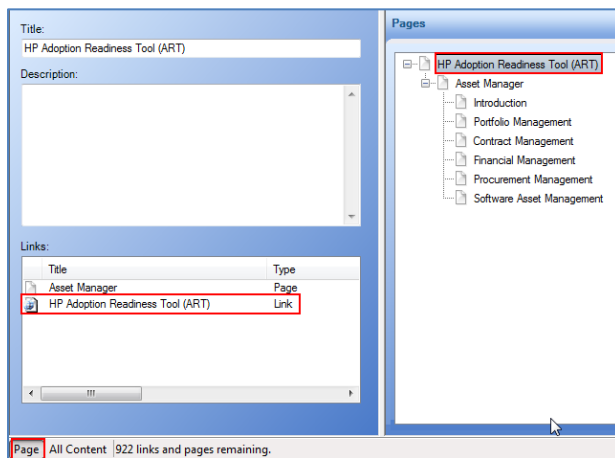 Title:
HP Adoption Readiness Tool (ART)
Description:
Links:
Title Type
Asset Manager Page
HP Adoption Readiness Tool (ART) Link
Pages
HP Adoption Readiness Tool (ART)
Asset Manager
Introduction
Portfolio Management
Contract Management
Financial Management
Procurement Management
Software Asset Management
Page All Content 922 links and pages remaining.